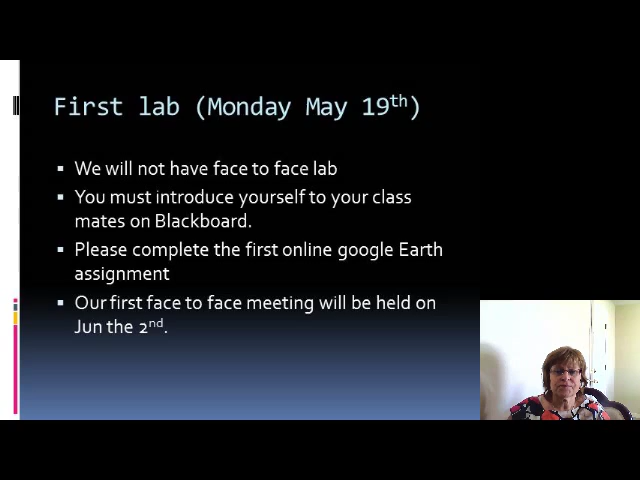 First lab (Monday May 19th)
We will not have face to face lab
You must introduce yourself to your class
mates on Blackboard.
Please complete the first online google Earth
assignment
Our first face to face meeting will be held on
Jun the 2nd.